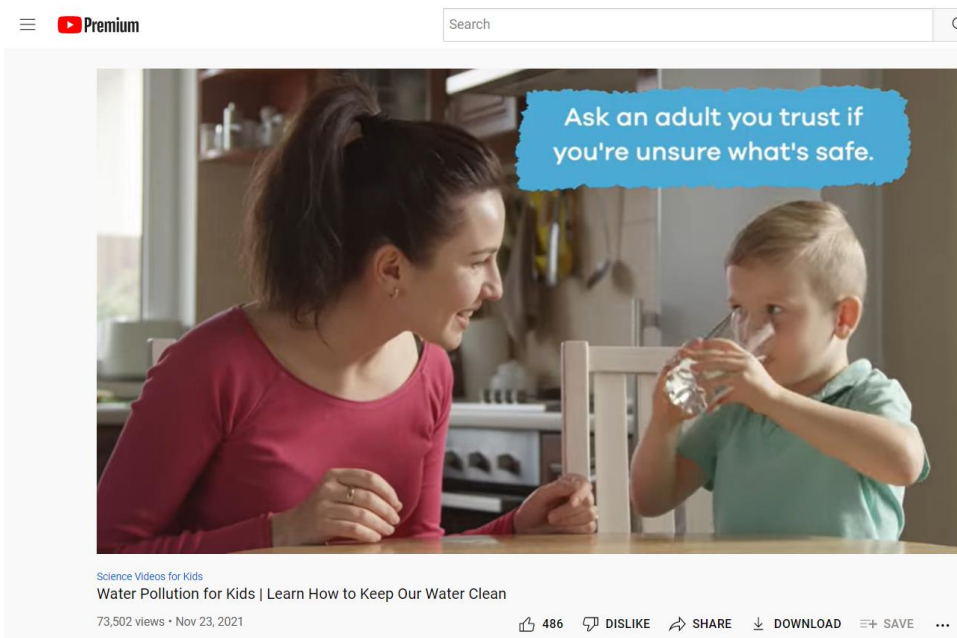 Premium
Search
Ask an adult you trust if
you're unsure what's safe.
Science Videos for Kids
Water Pollution for Kids | Learn How to Keep Our Water Clean
73,502 views • Nov 23, 2021
486 DISLIKE SHARE DOWNLOAD SAVE